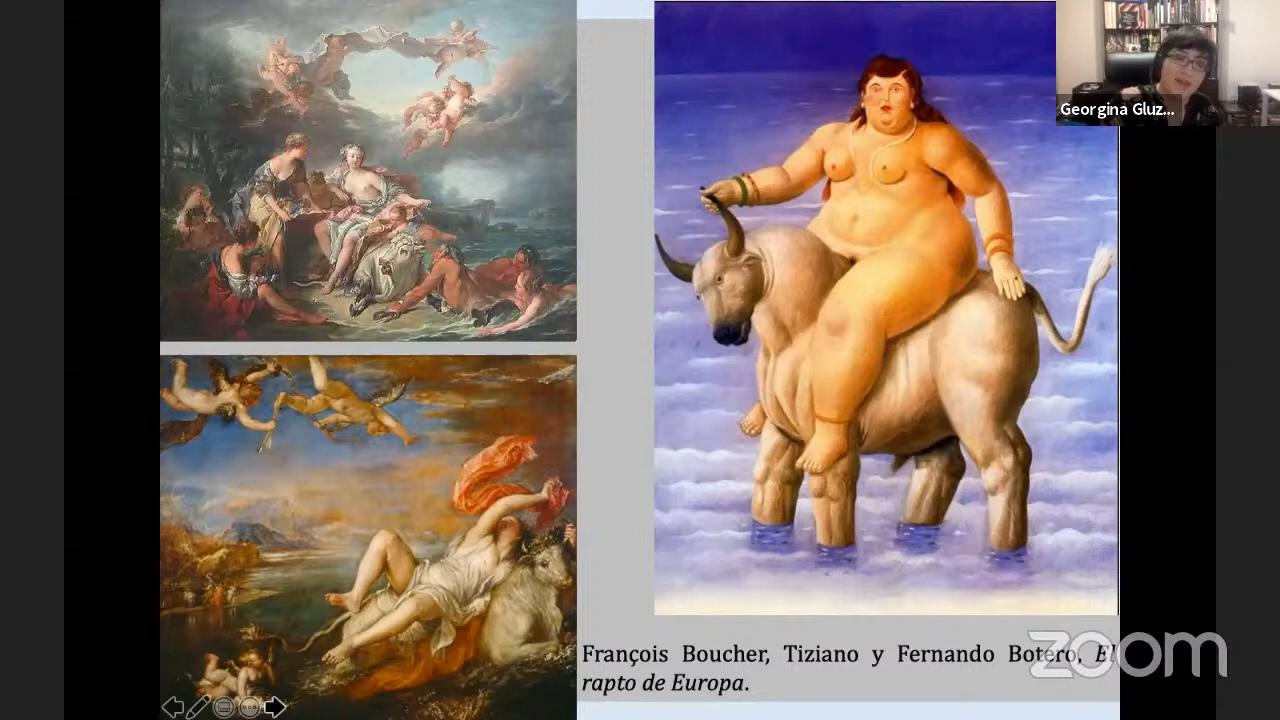 Georgina Gluz...
François Boucher, Tiziano y Fernando Botero, El
rapto de Europa.
zoom